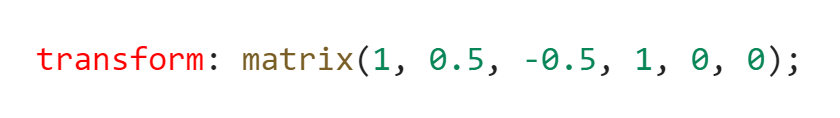 transform: matrix(1, 0.5, -0.5, 1, 0, 0);